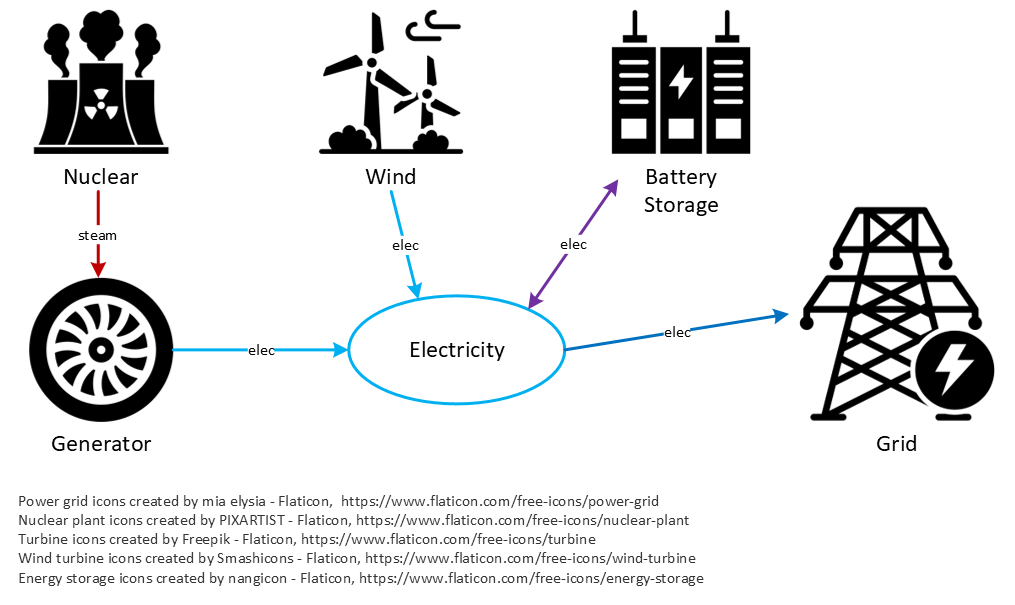 Nuclear
Wind
Battery
Storage
steam
elec
elec
elec
Electricity
elec
Generator
Grid
Power grid icons created by mia elysia - Flaticon,  https://www.flaticon.com/free-icons/power-grid
Nuclear plant icons created by PIXARTIST - Flaticon, https://www.flaticon.com/free-icons/nuclear-plant
Turbine icons created by Freepik - Flaticon, https://www.flaticon.com/free-icons/turbine
Wind turbine icons created by Smashicons - Flaticon, https://www.flaticon.com/free-icons/wind-turbine
Energy storage icons created by nangicon - Flaticon, https://www.flaticon.com/free-icons/energy-storage